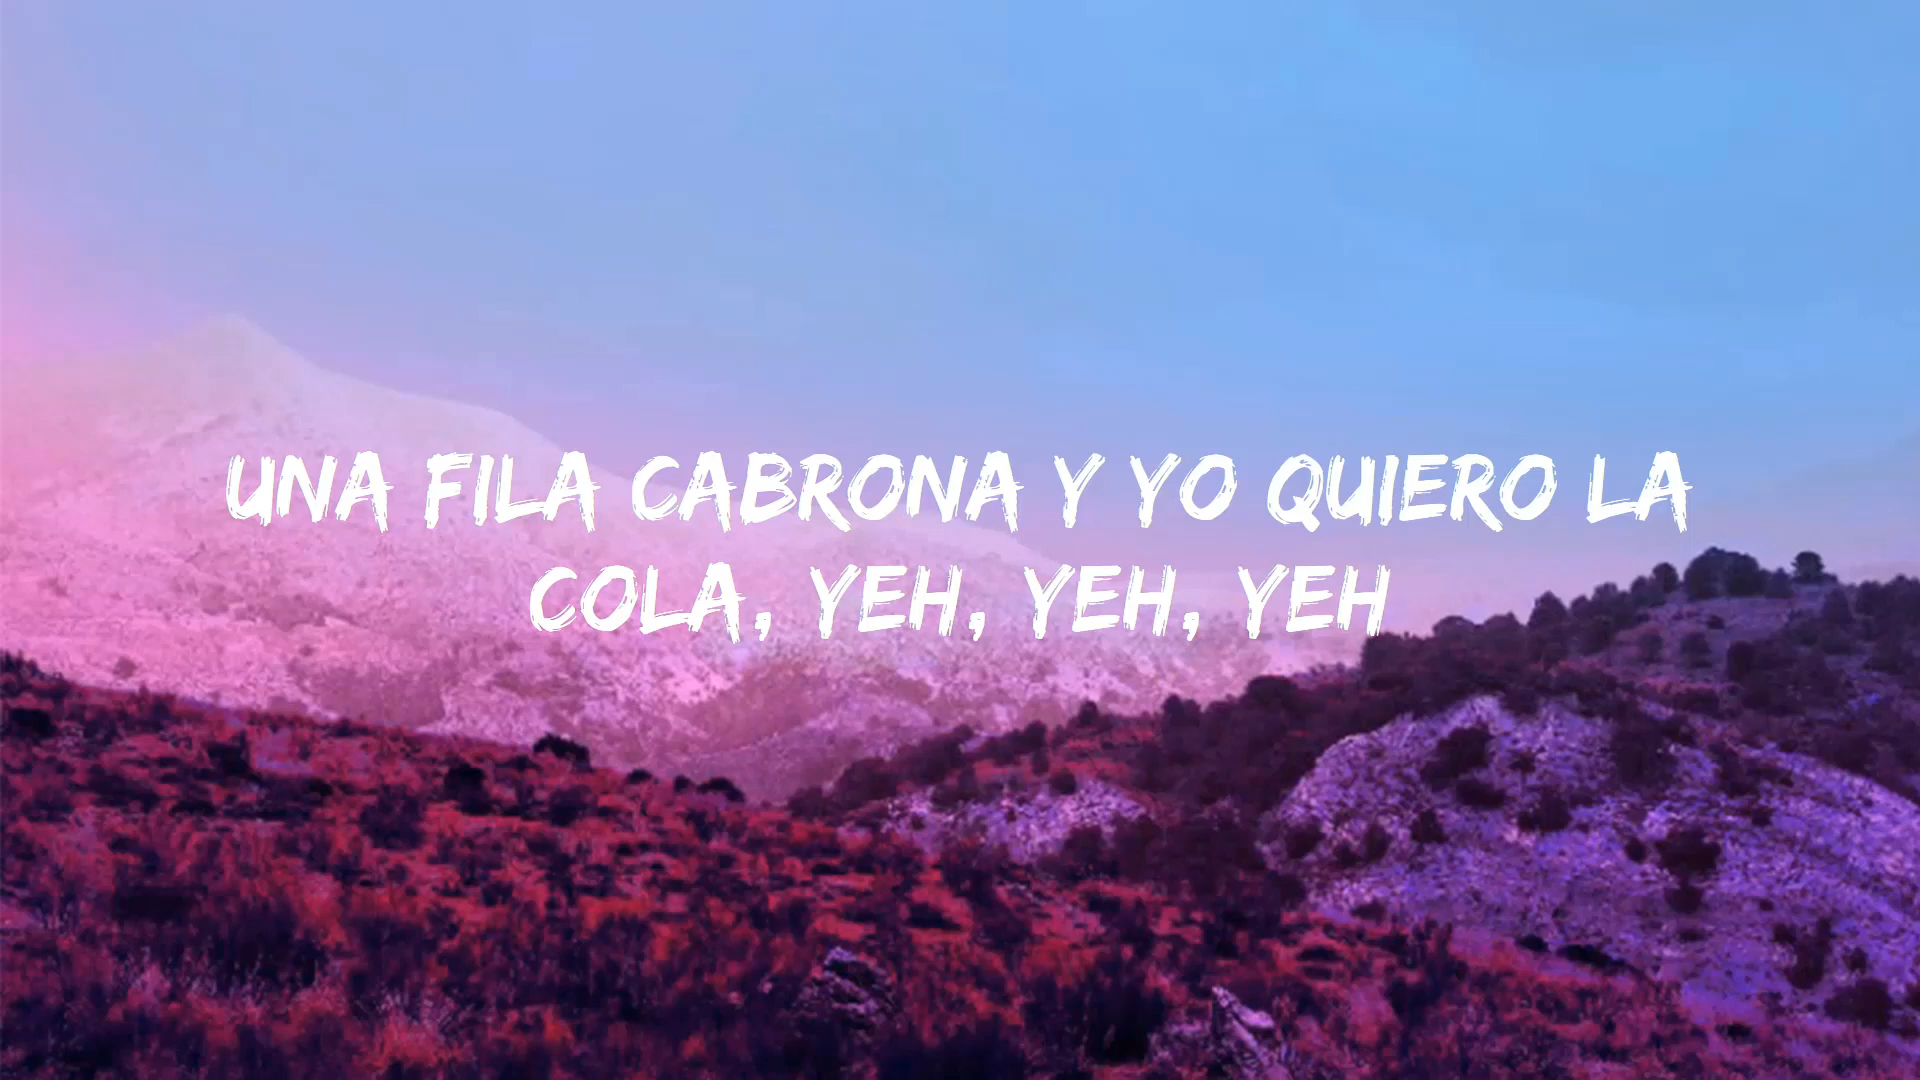 UNA FILA CABRONA Y YO QUIERO LA
COLA, YEH, YEH, YEH